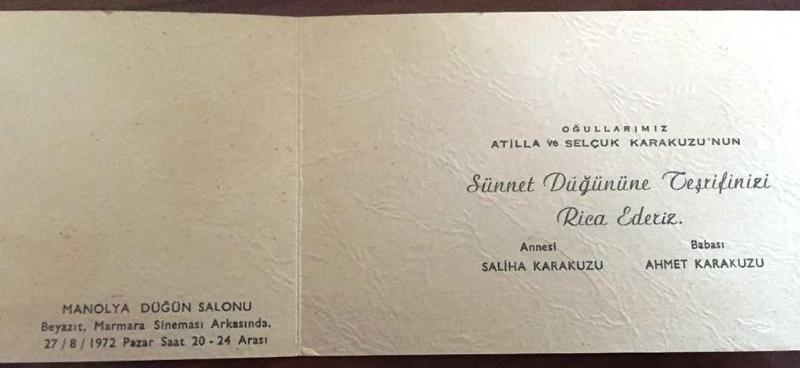 MANOLYA DÜĞÜN SALONU
Beyazıt, Marmara Sineması Arkasında.
27/8/1972 Pazar Saat 20-24 Arası
OĞULLARIMIZ
ATİLLA ve SELÇUK KARAKUZU'NUN
Sünnet Düğününe Teşrifinizi
Rica Ederiz.
Annesi Babası
SALİHA KARAKUZU AHMET KARAKUZU